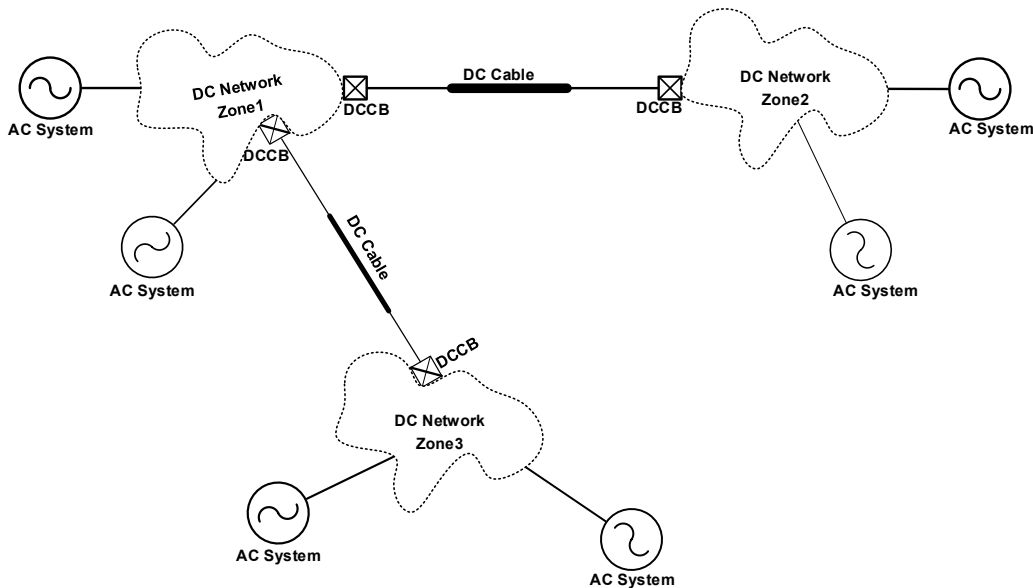 DC Network
Zone1
DCCB
DC Cable
DCCB
DC Network
Zone2
AC System
AC System
DCCB
AC System
DC Cable
AC System
DCCB
DC Network
Zone3
AC System
AC System